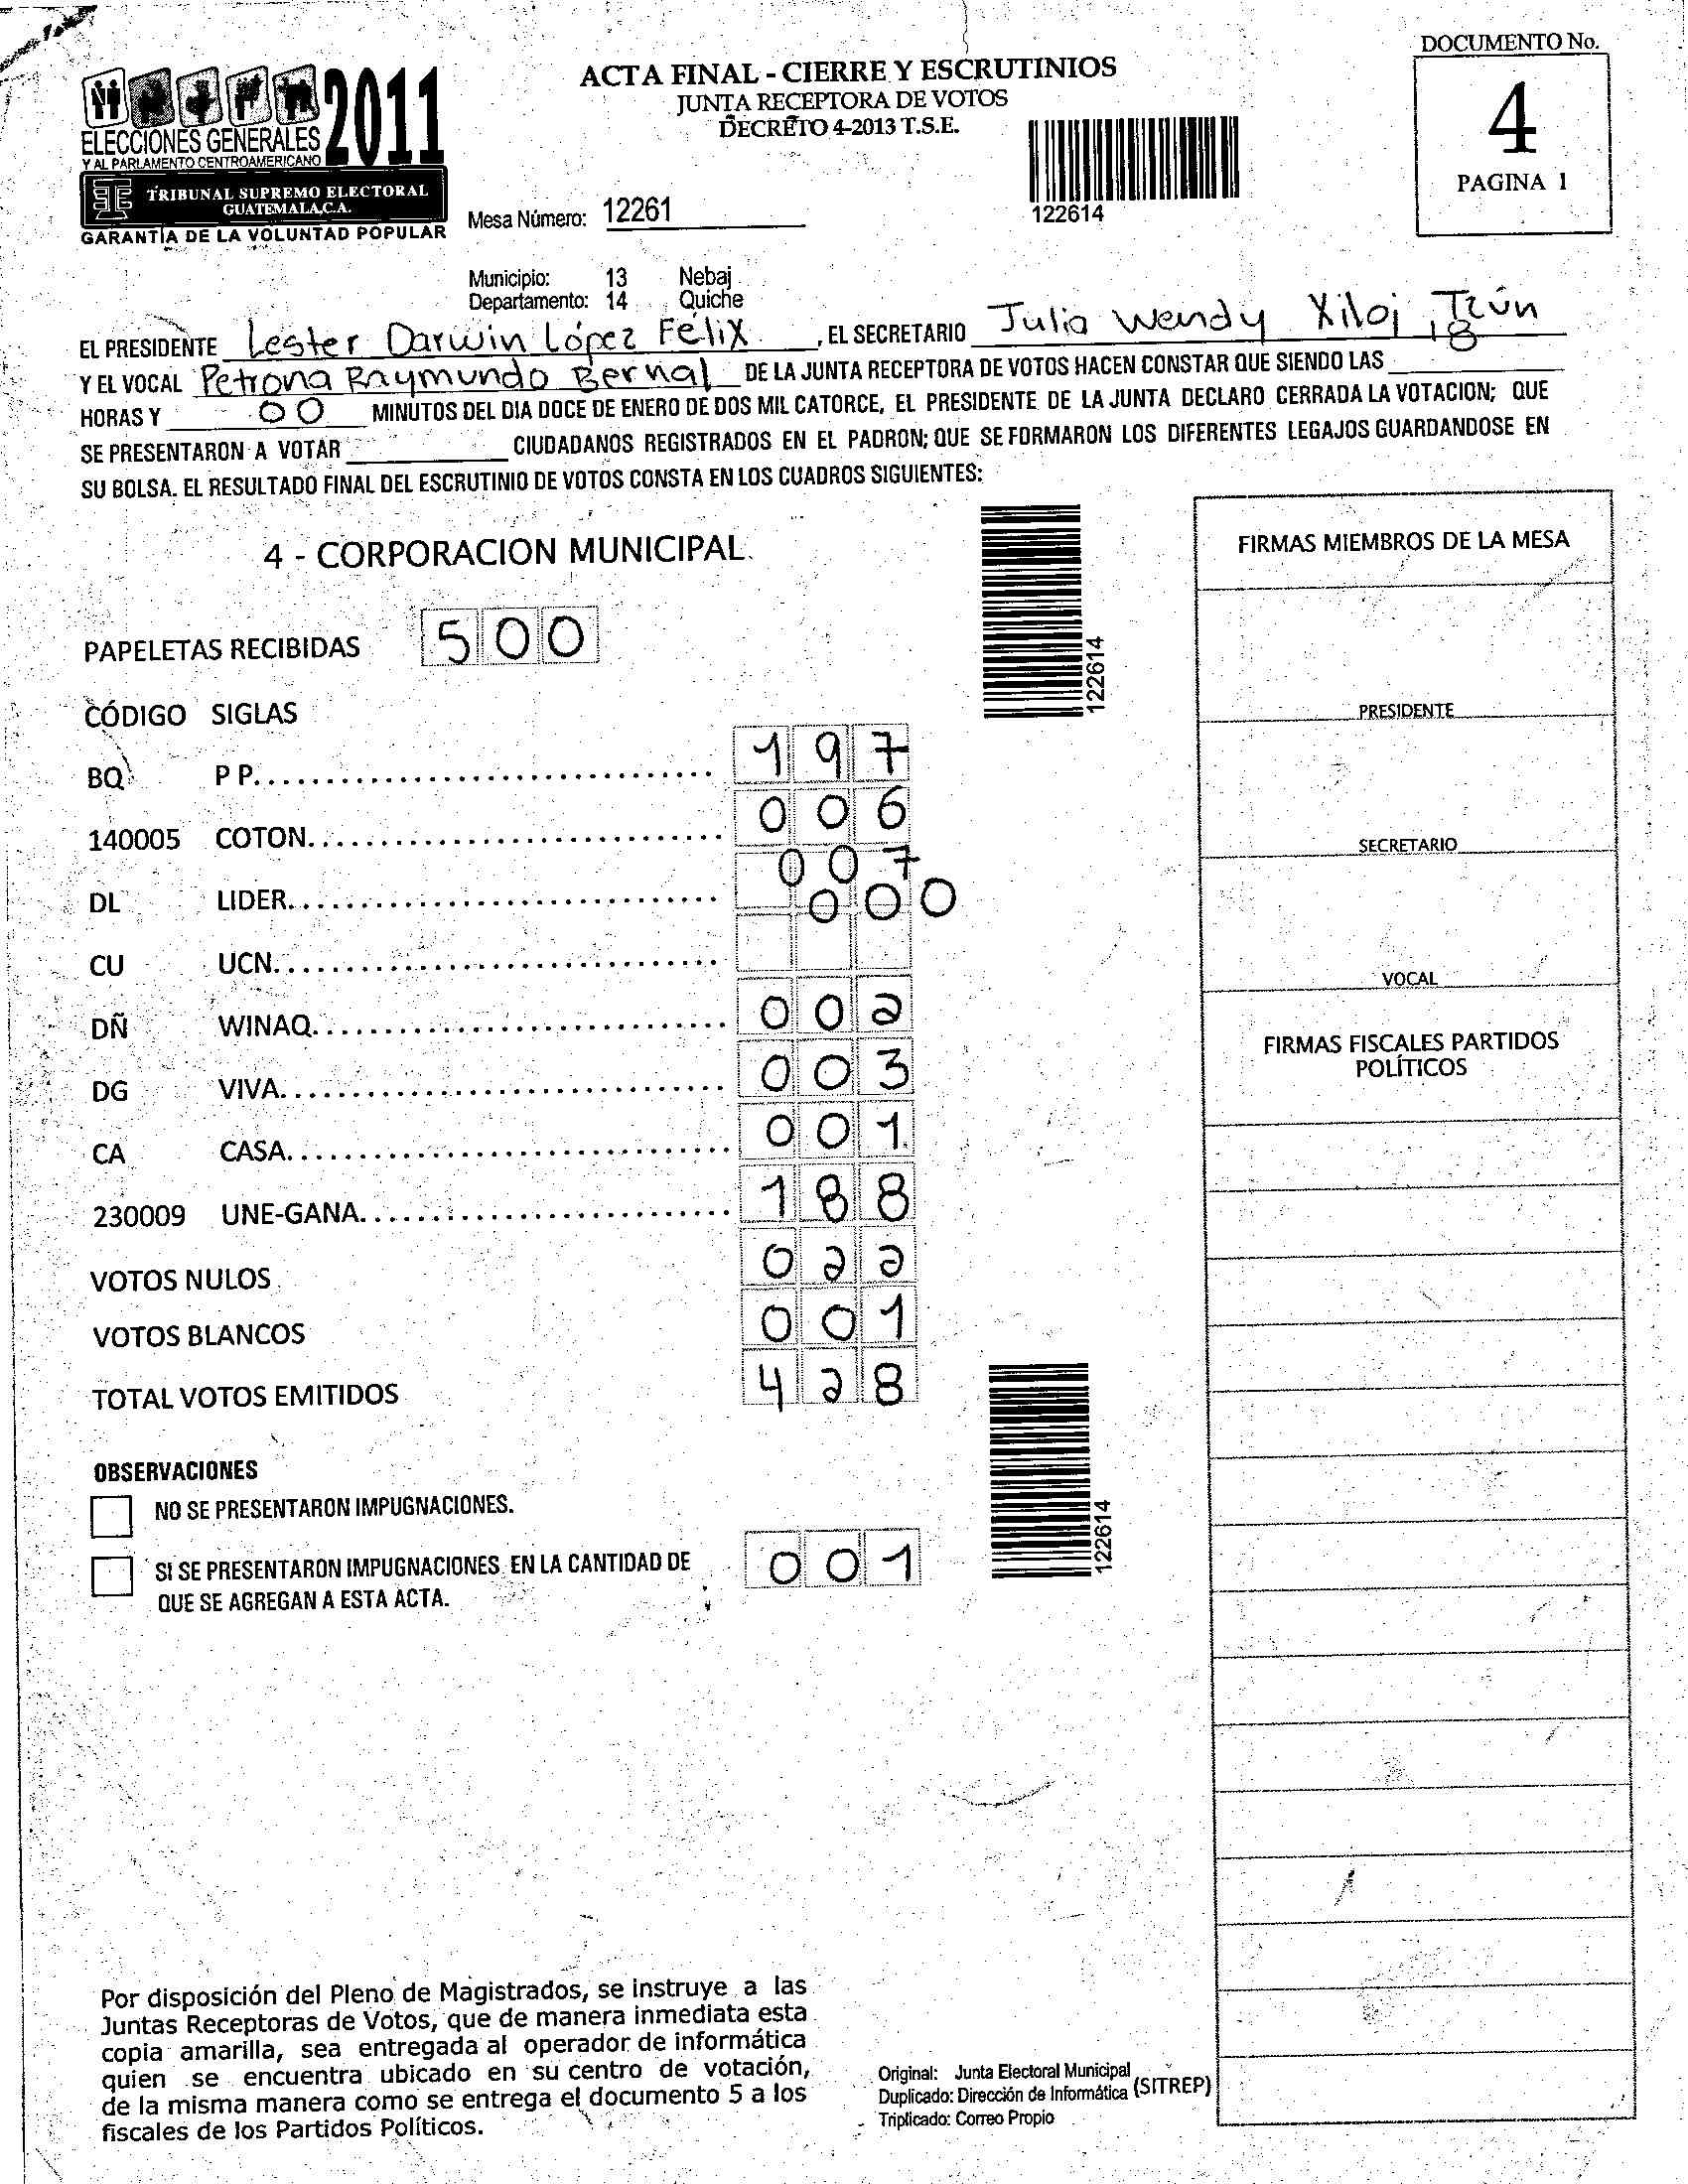 DOCUMENTO No.
4
PAGINA 1
ACTA FINAL - CIERRE Y ESCRUTINIOS
JUNTA RECEPTORA DE VOTOS
DECRETO 4-2013 T.S.E.
ELECCIONES GENERALES 2011
Y AL PARLAMENTO CENTROAMERICANO
TRIBUNAL SUPREMO ELECTORAL
GUATEMALA,C.A.
GARANTÍA DE LA VOLUNTAD POPULAR
Mesa Número: 12261
122614
Municipio: 13 Nebaj
Departamento: 14 Quiche
EL PRESIDENTE Lester Darwin López Felix , EL SECRETARIO Julia Wendy Xiloj Tzún
18
Y EL VOCAL Petrona Raymundo Bernal DE LA JUNTA RECEPTORA DE VOTOS HACEN CONSTAR QUE SIENDO LAS
HORAS Y 00 MINUTOS DEL DIA DOCE DE ENERO DE DOS MIL CATORCE, EL PRESIDENTE DE LA JUNTA DECLARO CERRADA LA VOTACION; QUE
SE PRESENTARON A VOTAR CIUDADANOS REGISTRADOS EN EL PADRON; QUE SE FORMARON LOS DIFERENTES LEGAJOS GUARDANDOSE EN
SU BOLSA. EL RESULTADO FINAL DEL ESCRUTINIO DE VOTOS CONSTA EN LOS CUADROS SIGUIENTES:
4 - CORPORACION MUNICIPAL.
PAPELETAS RECIBIDAS 500
122614
CÓDIGO SIGLAS
BQ P P. 197
140005 COTON. 006
DL LIDER. 007
000
CU UCN.
DÑ WINAQ. 002
DG VIVA. 003
CA CASA. 001
230009 UNE-GANA. 188
VOTOS NULOS 022
VOTOS BLANCOS 001
TOTAL VOTOS EMITIDOS 428
OBSERVACIONES
NO SE PRESENTARON IMPUGNACIONES.
SI SE PRESENTARON IMPUGNACIONES EN LA CANTIDAD DE 001
QUE SE AGREGAN A ESTA ACTA.
122614
FIRMAS MIEMBROS DE LA MESA
PRESIDENTE
SECRETARIO
VOCAL
FIRMAS FISCALES PARTIDOS
POLÍTICOS
Por disposición del Pleno de Magistrados, se instruye a las
Juntas Receptoras de Votos, que de manera inmediata esta
copia amarilla, sea entregada al operador de informática
quien se encuentra ubicado en su centro de votación,
de la misma manera como se entrega el documento 5 a los
fiscales de los Partidos Políticos.
Original: Junta Electoral Municipal
Duplicado: Dirección de Informática (SITREP)
Triplicado: Correo Propio